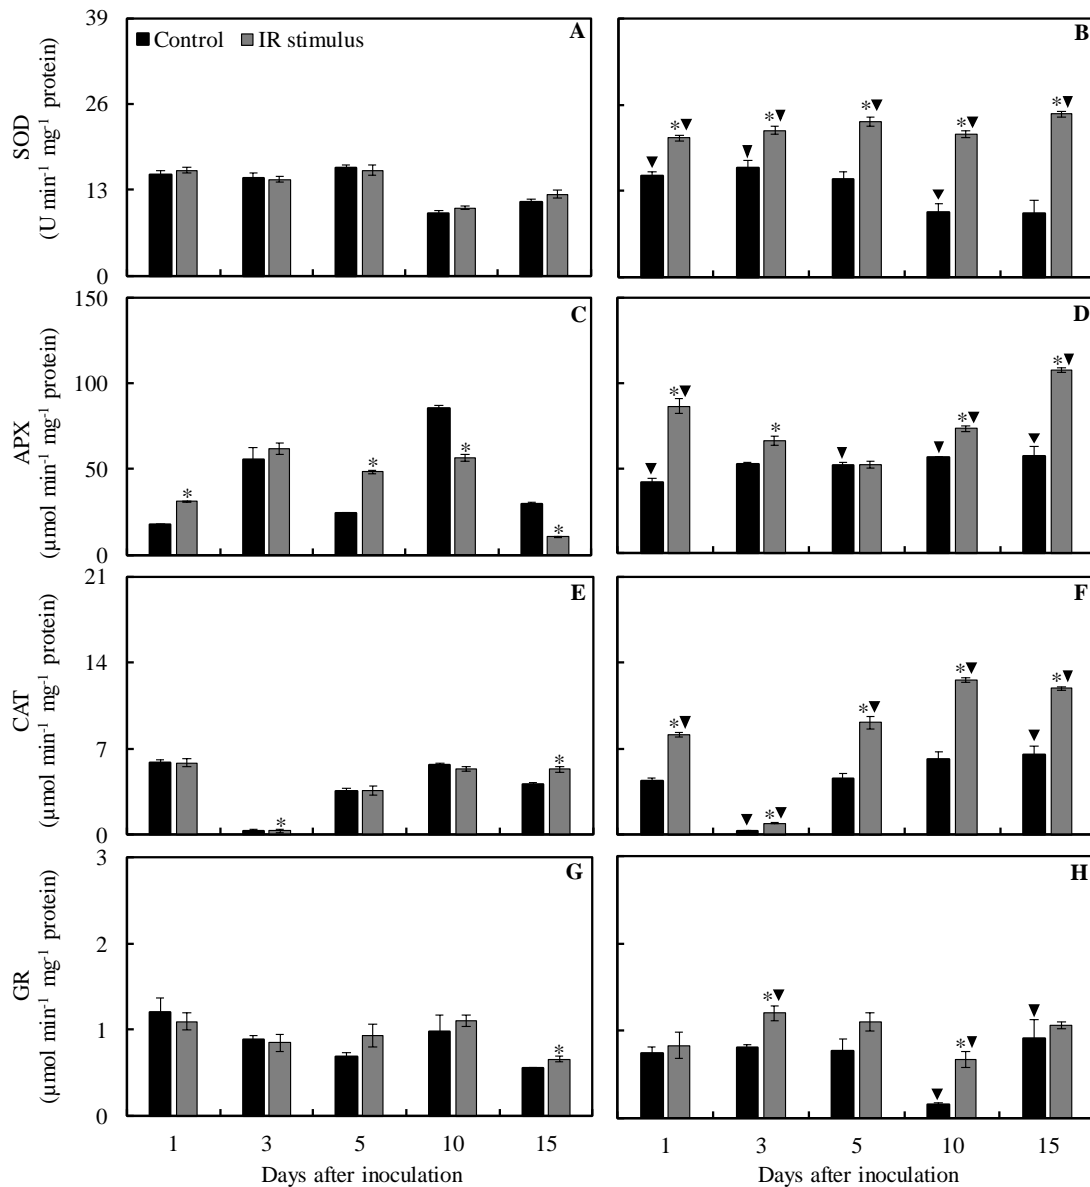 39
26
13
0
SOD
(U min⁻¹ mg⁻¹ protein)
Control IR stimulus
A
B
*
*
*
*
*
150
100
50
0
APX
(µmol min⁻¹ mg⁻¹ protein)
C
*
*
*
*
D
*
*
*
*
21
14
7
0
CAT
(µmol min⁻¹ mg⁻¹ protein)
E
*
*
F
*
*
*
*
*
3
2
1
0
GR
(µmol min⁻¹ mg⁻¹ protein)
G
*
H
*
*
1 3 5 10 15
1 3 5 10 15
Days after inoculation
Days after inoculation